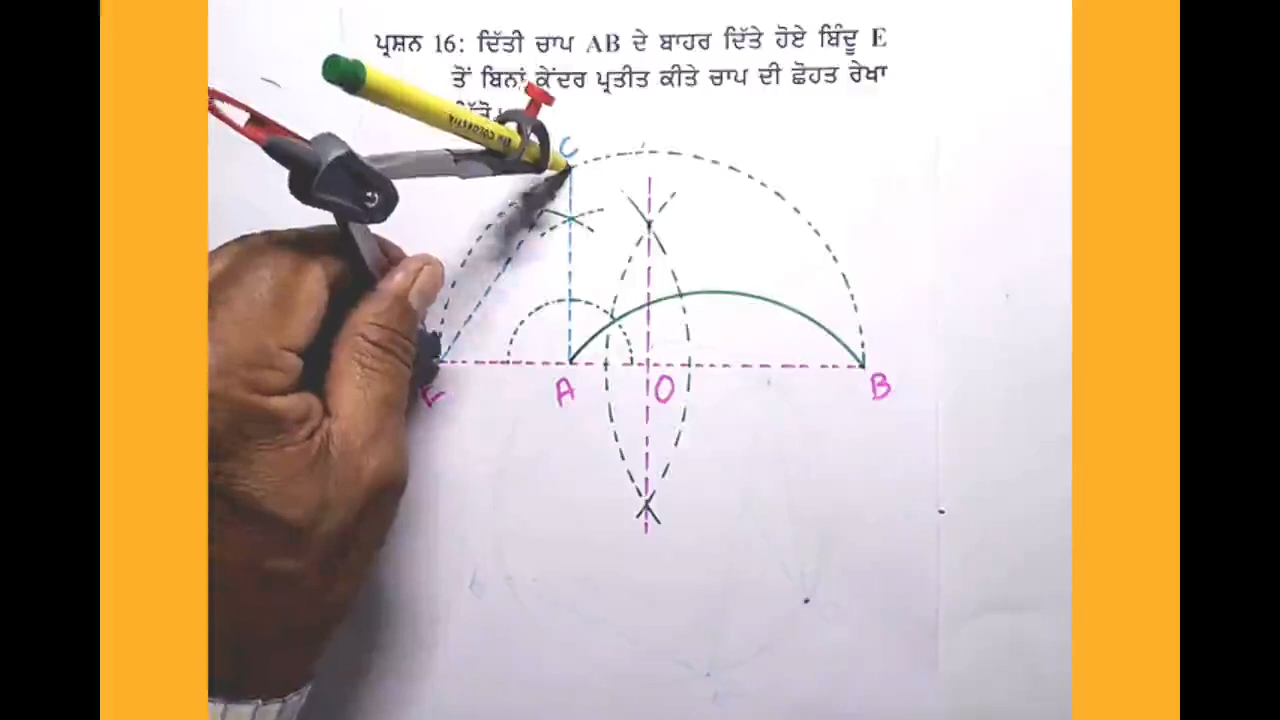 ਪ੍ਰਸ਼ਨ 16: ਦਿੱਤੀ ਚਾਪ AB ਦੇ ਬਾਹਰ ਦਿੱਤੇ ਹੋਏ ਬਿੰਦੂ E
ਤੋਂ ਬਿਨਾਂ ਕੇਂਦਰ ਪ੍ਰਤੀਤ ਕੀਤੇ ਚਾਪ ਦੀ ਛੋਹਤ ਰੇਖਾ
C
A O B